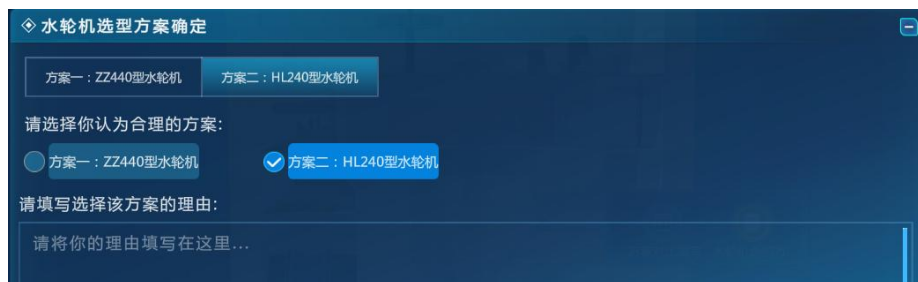 水轮机选型方案确定
方案一：ZZ440型水轮机 方案二：HL240型水轮机
请选择你认为合理的方案:
方案一：ZZ440型水轮机 方案二：HL240型水轮机
请填写选择该方案的理由:
请将你的理由填写在这里...